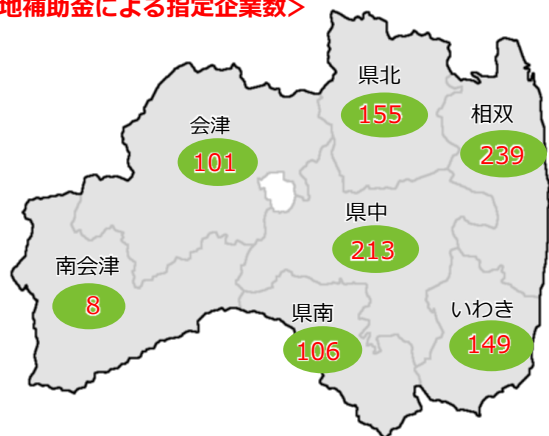 地補助金による指定企業数＞
県北
155
相双
239
会津
101
県中
213
南会津
8
県南
106
いわき
149